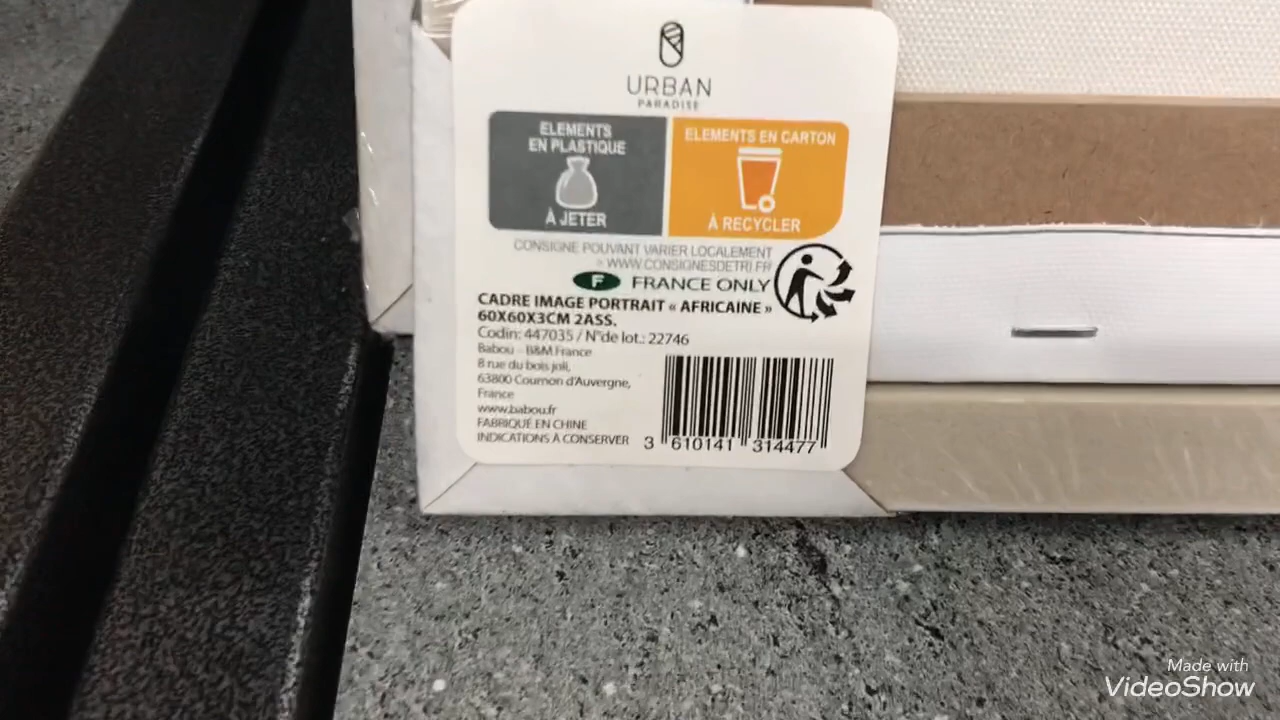 URBAN
PARADISE
ELEMENTS
EN PLASTIQUE
À JETER
ELEMENTS EN CARTON
À RECYCLER
CONSIGNE POUVANT VARIER LOCALEMENT
> WWW.CONSIGNESDETRI.FR
F FRANCE ONLY
CADRE IMAGE PORTRAIT « AFRICAINE »
60X60X3CM 2ASS.
Codin: 447035 / N°de lot.: 22746
Babou - B&M France
8 rue du bois joli,
63800 Cournon d'Auvergne,
France
www.babou.fr
FABRIQUÉ EN CHINE
INDICATIONS À CONSERVER
3 610141 314477
Made with
VideoShow